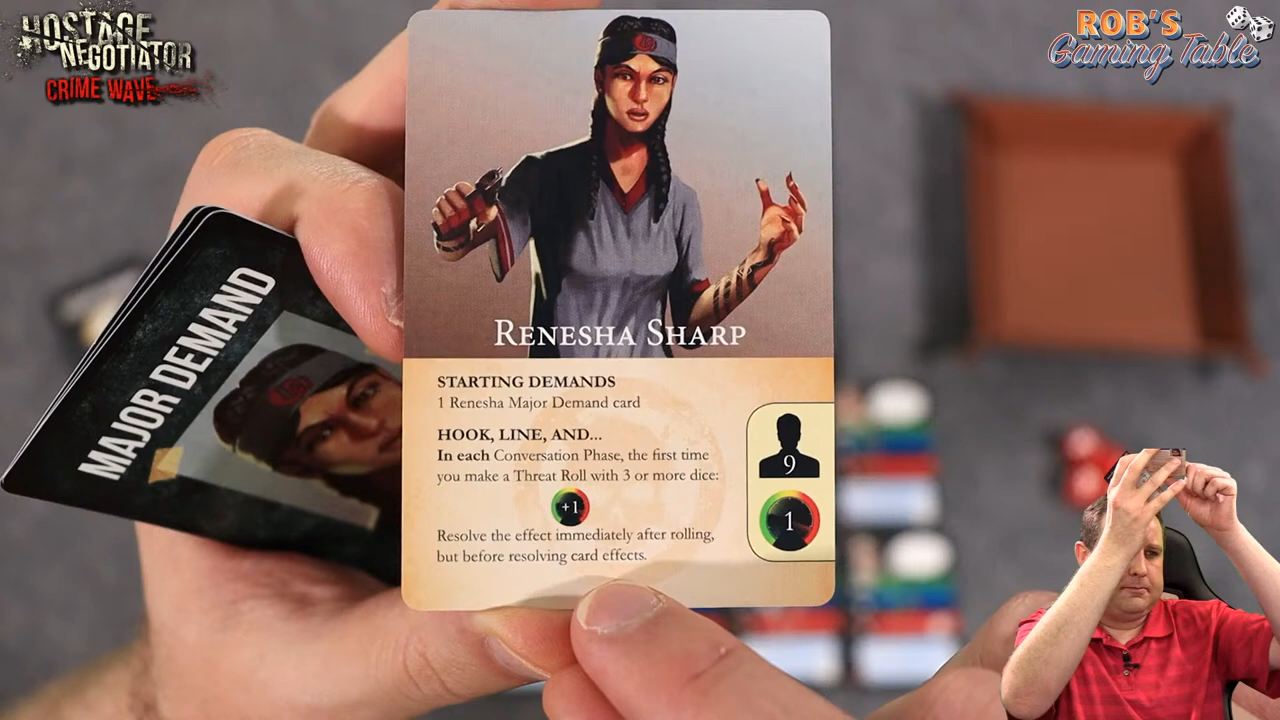 HOSTAGE
NEGOTIATOR
CRIME WAVE
ROB'S
Gaming Table
MAJOR DEMAND
RENESHA SHARP
STARTING DEMANDS
1 Renesha Major Demand card
HOOK, LINE, AND...
In each Conversation Phase, the first time
you make a Threat Roll with 3 or more dice:
+1
Resolve the effect immediately after rolling,
but before resolving card effects.
9
1